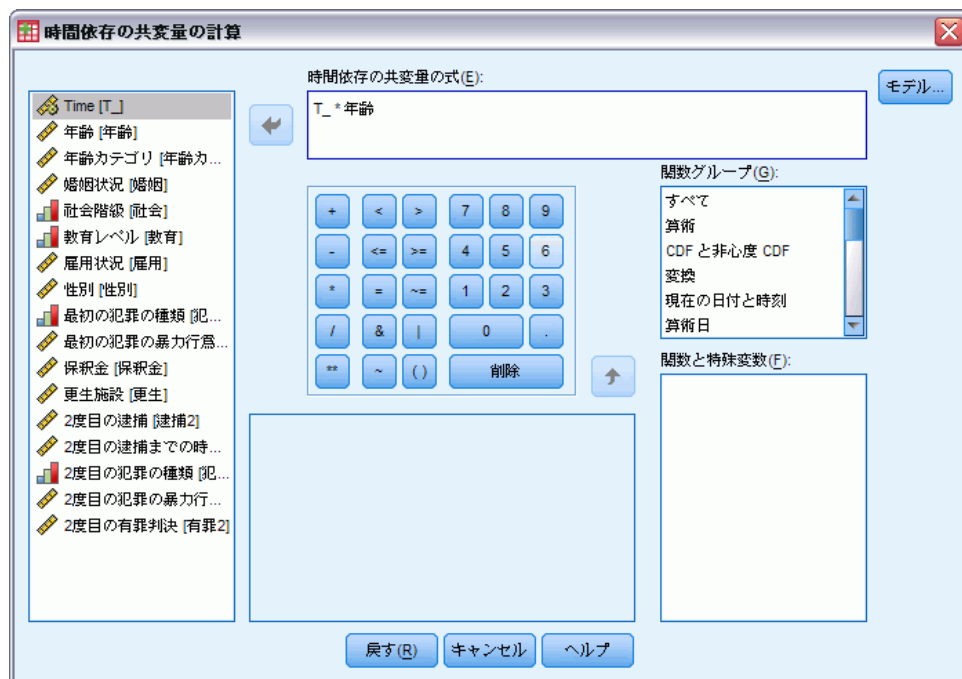 時間依存の共変量の計算
時間依存の共変量の式(E):
T_ * 年齢
モデル...
Time [T_]
年齢 [年齢]
年齢カテゴリ [年齢カ...
婚姻状況 [婚姻]
社会階級 [社会]
教育レベル [教育]
雇用状況 [雇用]
性別 [性別]
最初の犯罪の種類 [犯...
最初の犯罪の暴力行為...
保釈金 [保釈金]
更生施設 [更生]
2度目の逮捕 [逮捕2]
2度目の逮捕までの時...
2度目の犯罪の種類 [犯...
2度目の犯罪の暴力行...
2度目の有罪判決 [有罪2]
+ < > 7 8 9
- <= >= 4 5 6
* = ~= 1 2 3
/ & | 0 .
** ~ ( ) 削除
関数グループ(G):
すべて
算術
CDF と非心度 CDF
変換
現在の日付と時刻
算術日
関数と特殊変数(F):
戻す(R) キャンセル ヘルプ